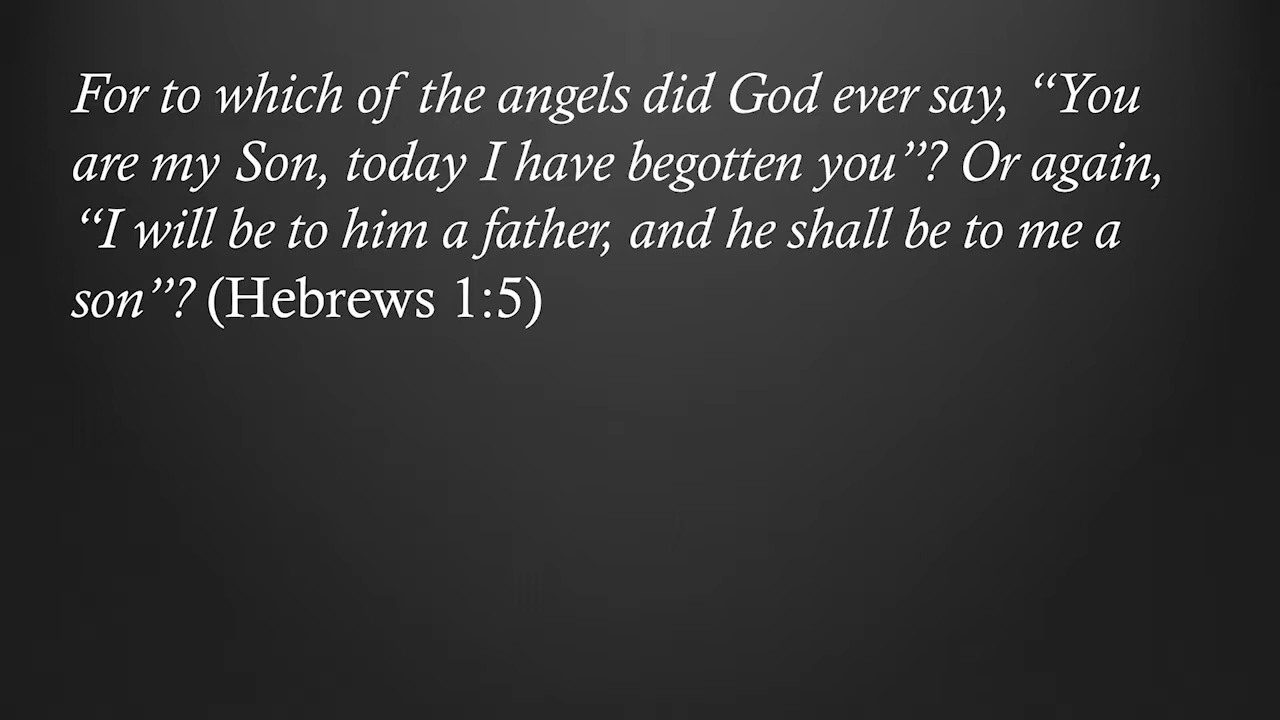 For to which of the angels did God ever say, “You
are my Son, today I have begotten you”? Or again,
“I will be to him a father, and he shall be to me a
son”? (Hebrews 1:5)